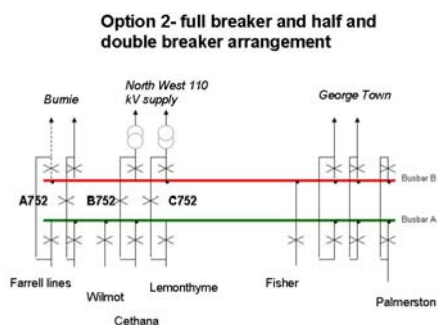 Option 2- full breaker and half and
double breaker arrangement
Burnie
North West 110
kV supply
George Town
Busbar B
A752
B752
C752
Busbar A
Farrell lines
Wilmot
Cethana
Lemonthyme
Fisher
Palmerston